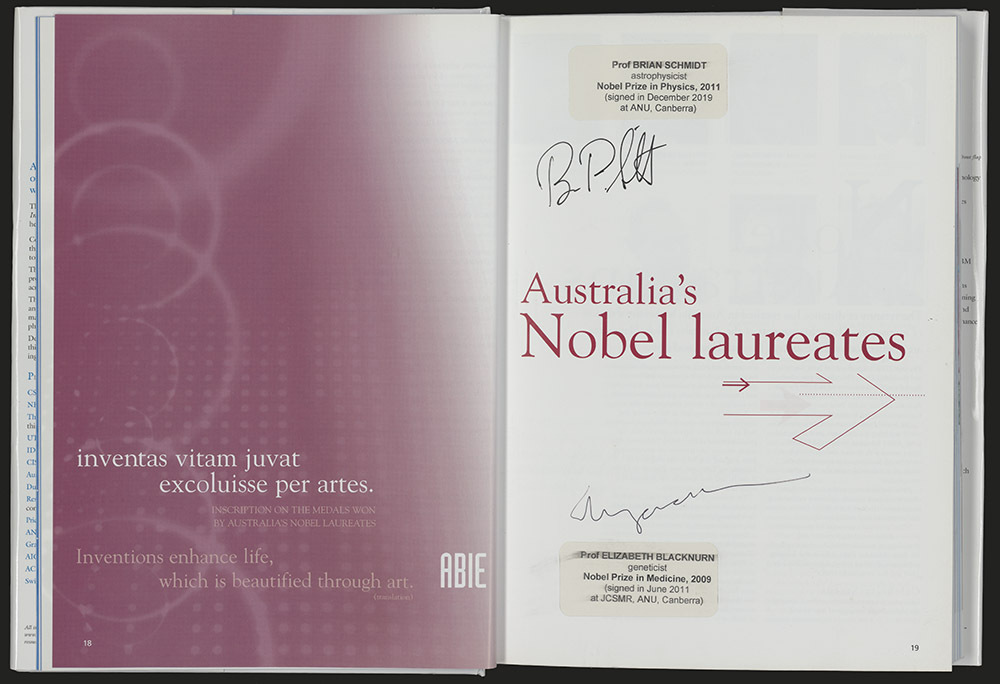 inventas vitam juvat
excoluisse per artes.
INSCRIPTION ON THE MEDALS WON
BY AUSTRALIA'S NOBEL LAUREATES
Inventions enhance life,
which is beautified through art.
(translation)
ABIE
18
Prof BRIAN SCHMIDT
astrophysicist
Nobel Prize in Physics, 2011
(signed in December 2019
at ANU, Canberra)
Australia's
Nobel laureates
Prof ELIZABETH BLACKNURN
geneticist
Nobel Prize in Medicine, 2009
(signed in June 2011
at JCSMR, ANU, Canberra)
19